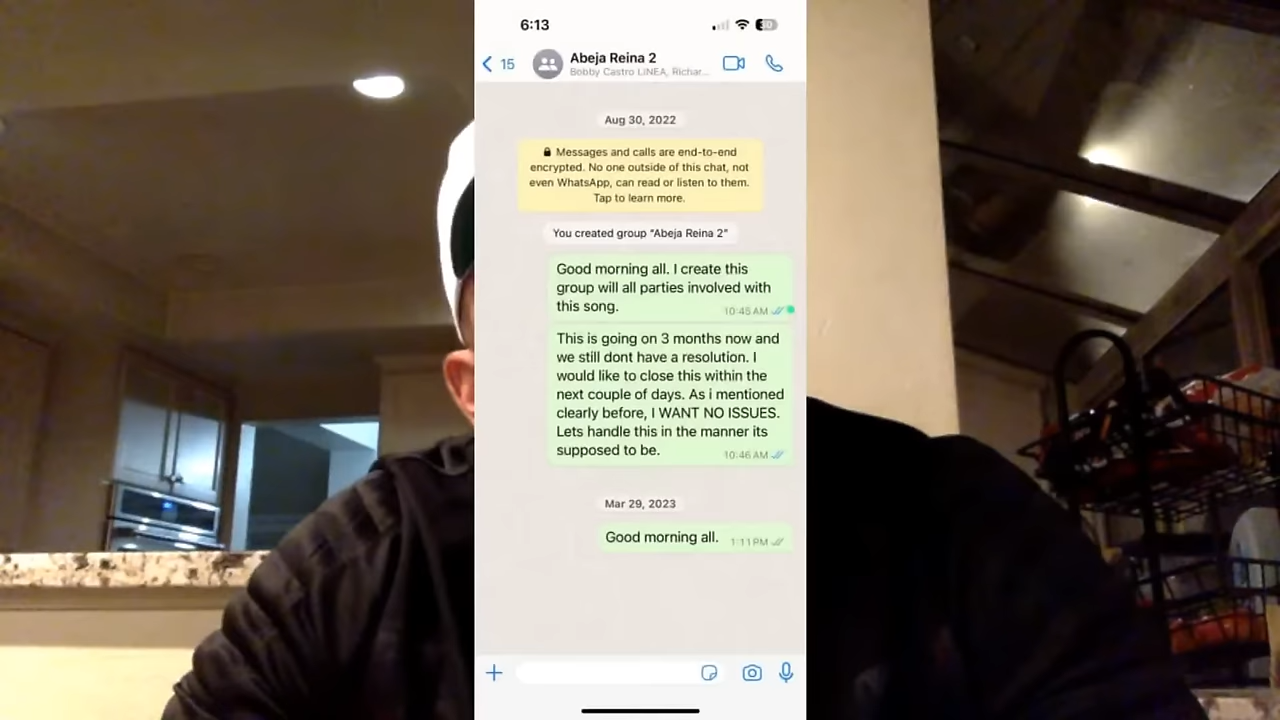 6:13
15
Abeja Reina 2
Bobby Castro LINEA, Richar...
Aug 30, 2022
Messages and calls are end-to-end
encrypted. No one outside of this chat, not
even WhatsApp, can read or listen to them.
Tap to learn more.
You created group "Abeja Reina 2"
Good morning all. I create this
group will all parties involved with
this song.
10:45 AM
This is going on 3 months now and
we still dont have a resolution. I
would like to close this within the
next couple of days. As i mentioned
clearly before, I WANT NO ISSUES.
Lets handle this in the manner its
supposed to be.
10:46 AM
Mar 29, 2023
Good morning all.
1:11 PM